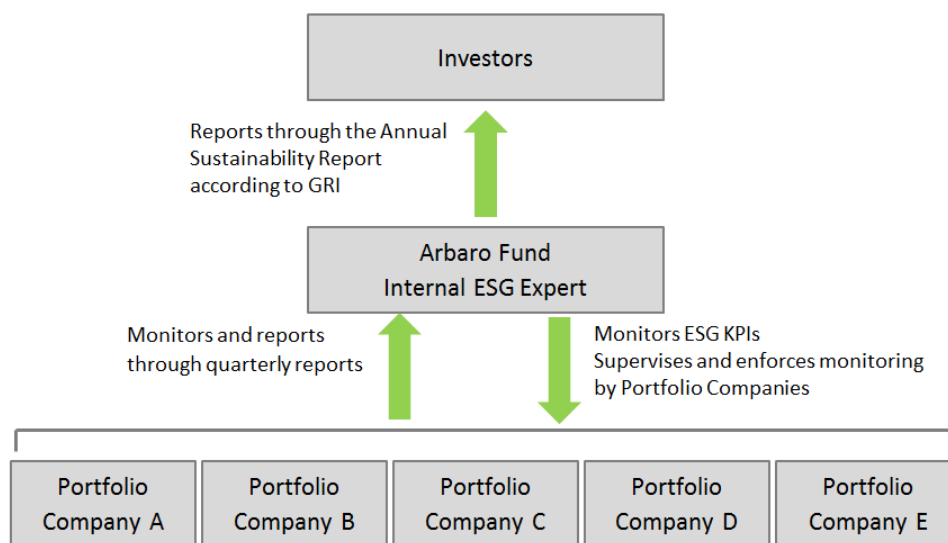 Investors
Reports through the Annual
Sustainability Report
according to GRI
Arbaro Fund
Internal ESG Expert
Monitors and reports
through quarterly reports
Monitors ESG KPIs
Supervises and enforces monitoring
by Portfolio Companies
Portfolio
Company A
Portfolio
Company B
Portfolio
Company C
Portfolio
Company D
Portfolio
Company E